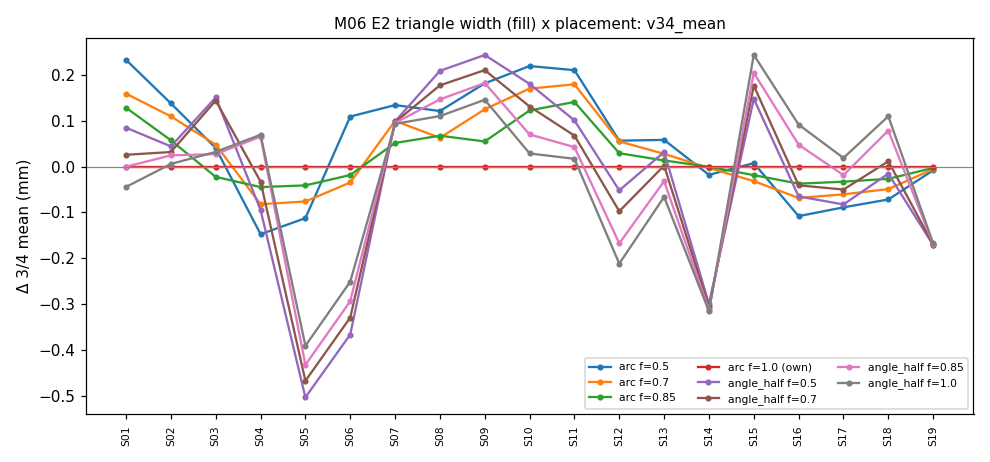 M06 E2 triangle width (fill) x placement: v34_mean
Δ 3/4 mean (mm)
0.2
0.1
0.0
−0.1
−0.2
−0.3
−0.4
−0.5
arc f=0.5
arc f=0.7
arc f=0.85
arc f=1.0 (own)
angle_half f=0.5
angle_half f=0.7
angle_half f=0.85
angle_half f=1.0
S01
S02
S03
S04
S05
S06
S07
S08
S09
S10
S11
S12
S13
S14
S15
S16
S17
S18
S19